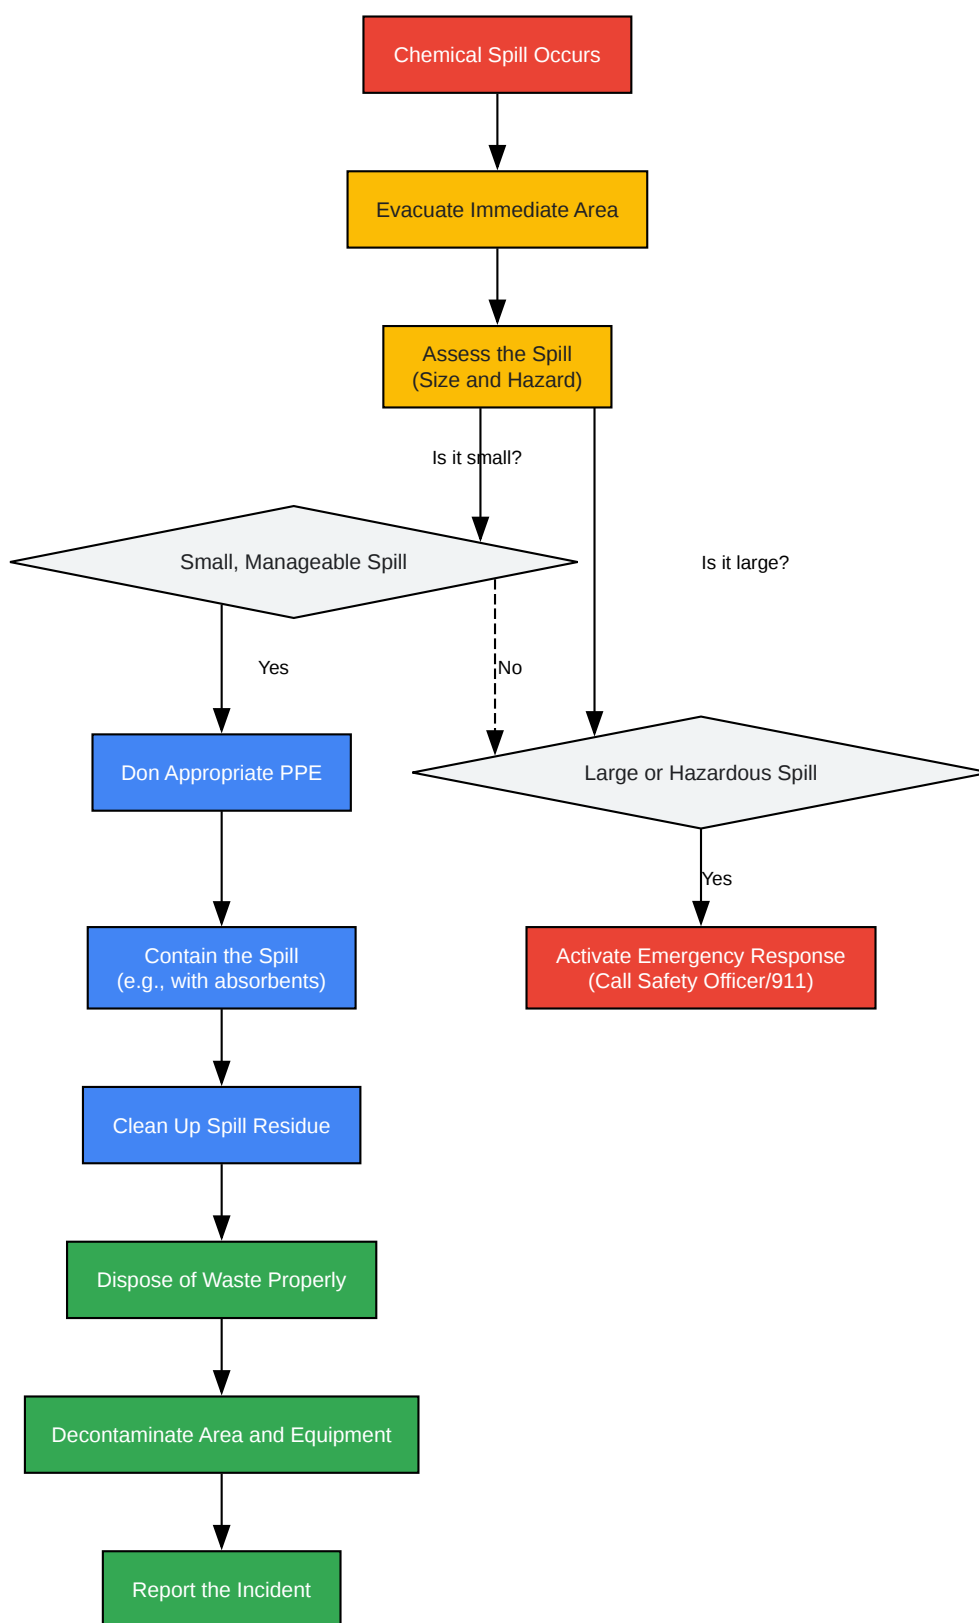 Chemical Spill Occurs
Evacuate Immediate Area
Assess the Spill
(Size and Hazard)
Is it small?
Small, Manageable Spill
Is it large?
Yes
No
Don Appropriate PPE
Large or Hazardous Spill
Yes
Contain the Spill
(e.g., with absorbents)
Activate Emergency Response
(Call Safety Officer/911)
Clean Up Spill Residue
Dispose of Waste Properly
Decontaminate Area and Equipment
Report the Incident